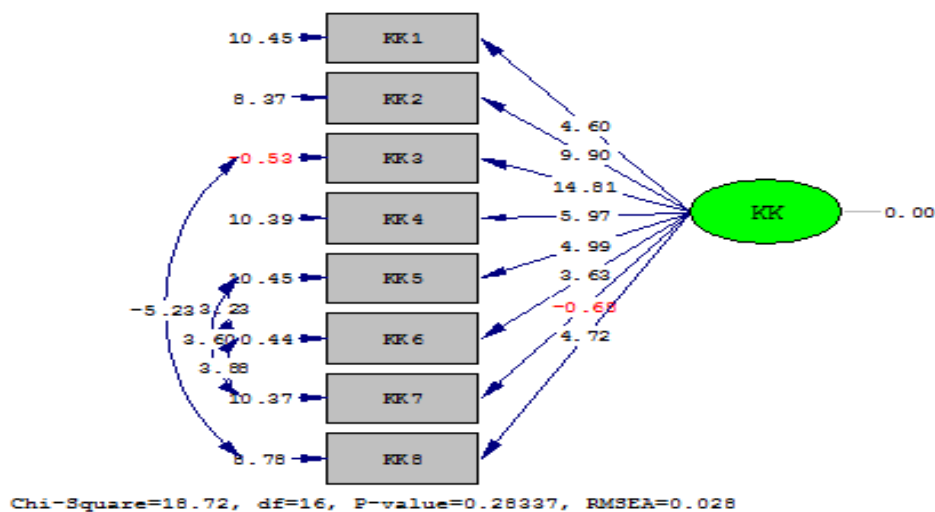 10.45 KK1
8.37 KK2
-0.53 KK3
10.39 KK4
10.45 KK5
10.44 KK6
10.37 KK7
8.78 KK8
4.60
9.90
14.81
5.97
4.99
3.63
-0.68
4.72
KK 0.00
-5.23 3.23
3.60
3.88
Chi-Square=18.72, df=16, P-value=0.28337, RMSEA=0.028